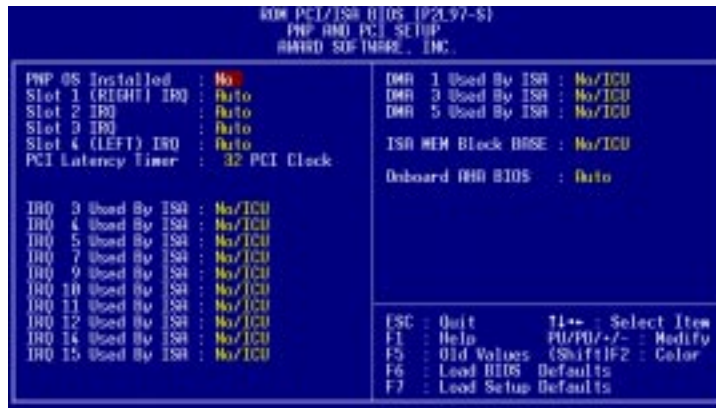 ROM PCI/ISA BIOS (P2L97-S)
PNP AND PCI SETUP
AWARD SOFTWARE, INC.
PNP OS Installed : No
Slot 1 (RIGHT) IRQ : Auto
Slot 2 IRQ : Auto
Slot 3 IRQ : Auto
Slot 4 (LEFT) IRQ : Auto
PCI Latency Timer : 32 PCI Clock
IRQ 3 Used By ISA : No/ICU
IRQ 4 Used By ISA : No/ICU
IRQ 5 Used By ISA : No/ICU
IRQ 7 Used By ISA : No/ICU
IRQ 9 Used By ISA : No/ICU
IRQ 10 Used By ISA : No/ICU
IRQ 11 Used By ISA : No/ICU
IRQ 12 Used By ISA : No/ICU
IRQ 14 Used By ISA : No/ICU
IRQ 15 Used By ISA : No/ICU
DMA 1 Used By ISA : No/ICU
DMA 3 Used By ISA : No/ICU
DMA 5 Used By ISA : No/ICU
ISA MEM Block BASE : No/ICU
Onboard AHA BIOS : Auto
ESC : Quit ↑↓→← : Select Item
F1 : Help PU/PD/+/- : Modify
F5 : Old Values (Shift)F2 : Color
F6 : Load BIOS Defaults
F7 : Load Setup Defaults